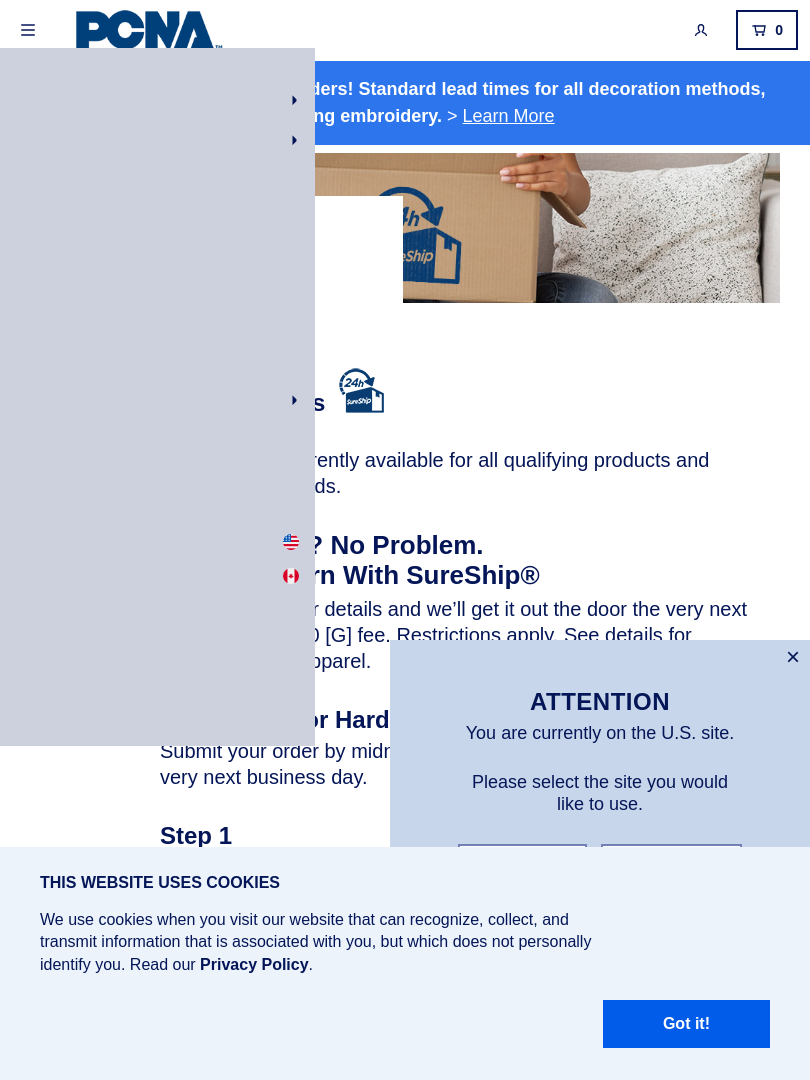 PCNA™
0
ders! Standard lead times for all decoration methods,
ng embroidery. > Learn More
4h
eShip
s
24h
SureShip
rently available for all qualifying products and
ds.
? No Problem.
rn With SureShip®
r details and we’ll get it out the door the very next
0 [G] fee. Restrictions apply. See details for
pparel.
or Hard
Submit your order by midn
very next business day.
Step 1
×
ATTENTION
You are currently on the U.S. site.
Please select the site you would
like to use.
THIS WEBSITE USES COOKIES
We use cookies when you visit our website that can recognize, collect, and
transmit information that is associated with you, but which does not personally
identify you. Read our Privacy Policy.
Got it!